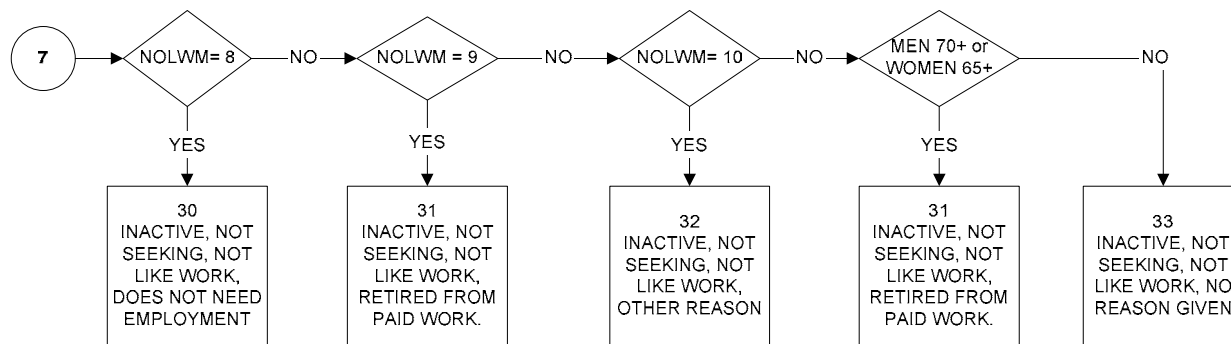 7
NOLWM= 8
NO
NOLWM = 9
NO
NOLWM= 10
NO
MEN 70+ or
WOMEN 65+
NO
YES
YES
YES
YES
30
INACTIVE, NOT
SEEKING, NOT
LIKE WORK,
DOES NOT NEED
EMPLOYMENT
31
INACTIVE, NOT
SEEKING, NOT
LIKE WORK,
RETIRED FROM
PAID WORK.
32
INACTIVE, NOT
SEEKING, NOT
LIKE WORK,
OTHER REASON
31
INACTIVE, NOT
SEEKING, NOT
LIKE WORK,
RETIRED FROM
PAID WORK.
33
INACTIVE, NOT
SEEKING, NOT
LIKE WORK, NO
REASON GIVEN